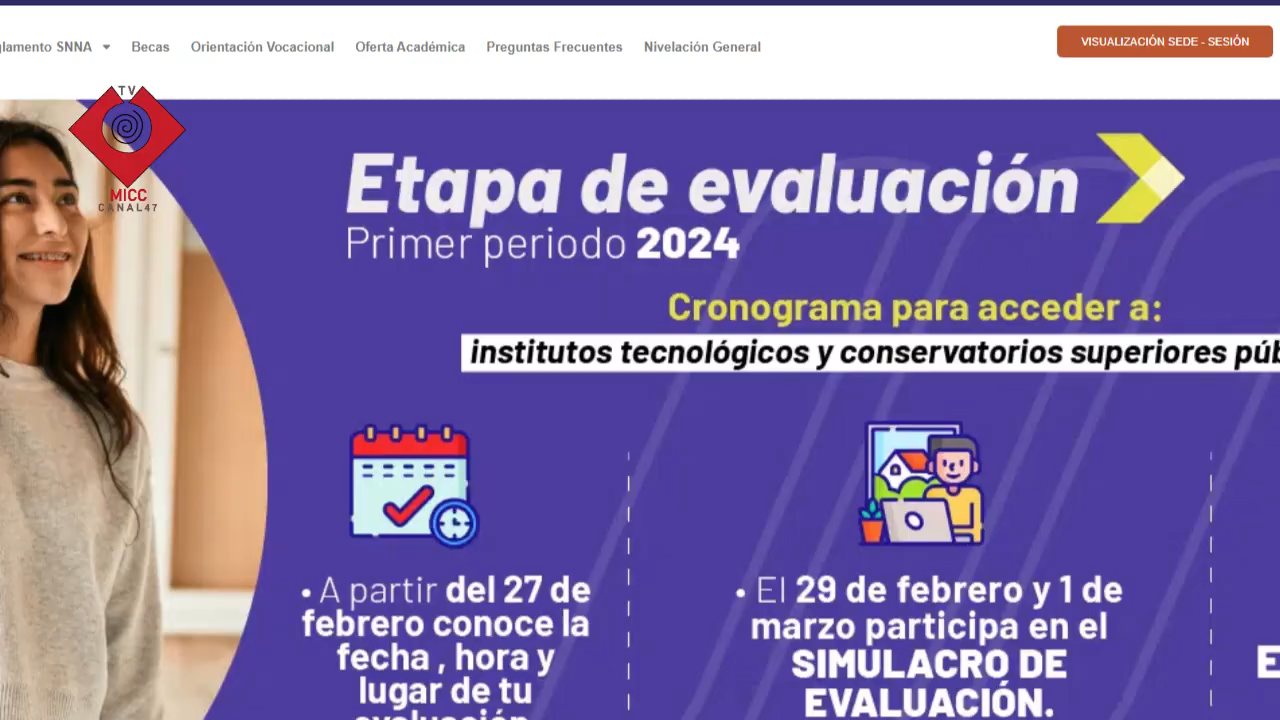 SNNA
Becas
Orientación Vocacional
Oferta Académica
Preguntas Frecuentes
Nivelación General
VISUALIZACIÓN SEDE - SESIÓN
TV
MICC
CANAL47
Etapa de evaluación
Primer periodo 2024
Cronograma para acceder a:
institutos tecnológicos y conservatorios superiores
• A partir del 27 de
febrero conoce la
fecha , hora y
lugar de tu
evaluación
• El 29 de febrero y 1 de
marzo participa en el
SIMULACRO DE
EVALUACIÓN.